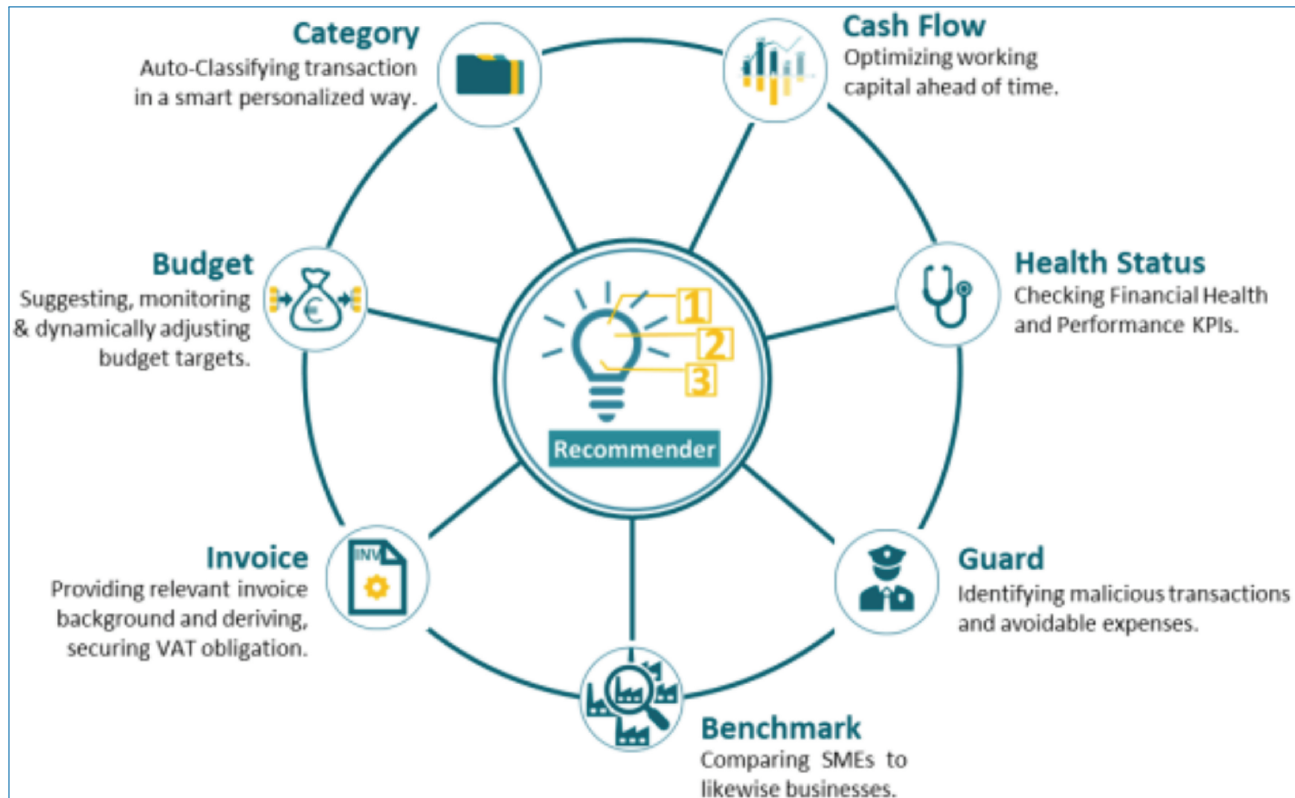 Category
Auto-Classifying transaction
in a smart personalized way.
Cash Flow
Optimizing working
capital ahead of time.
Budget
Suggesting, monitoring
& dynamically adjusting
budget targets.
€
Health Status
Checking Financial Health
and Performance KPIs.
1
2
3
Recommender
Invoice
Providing relevant invoice
background and deriving,
securing VAT obligation.
INV
Guard
Identifying malicious transactions
and avoidable expenses.
Benchmark
Comparing SMEs to
likewise businesses.